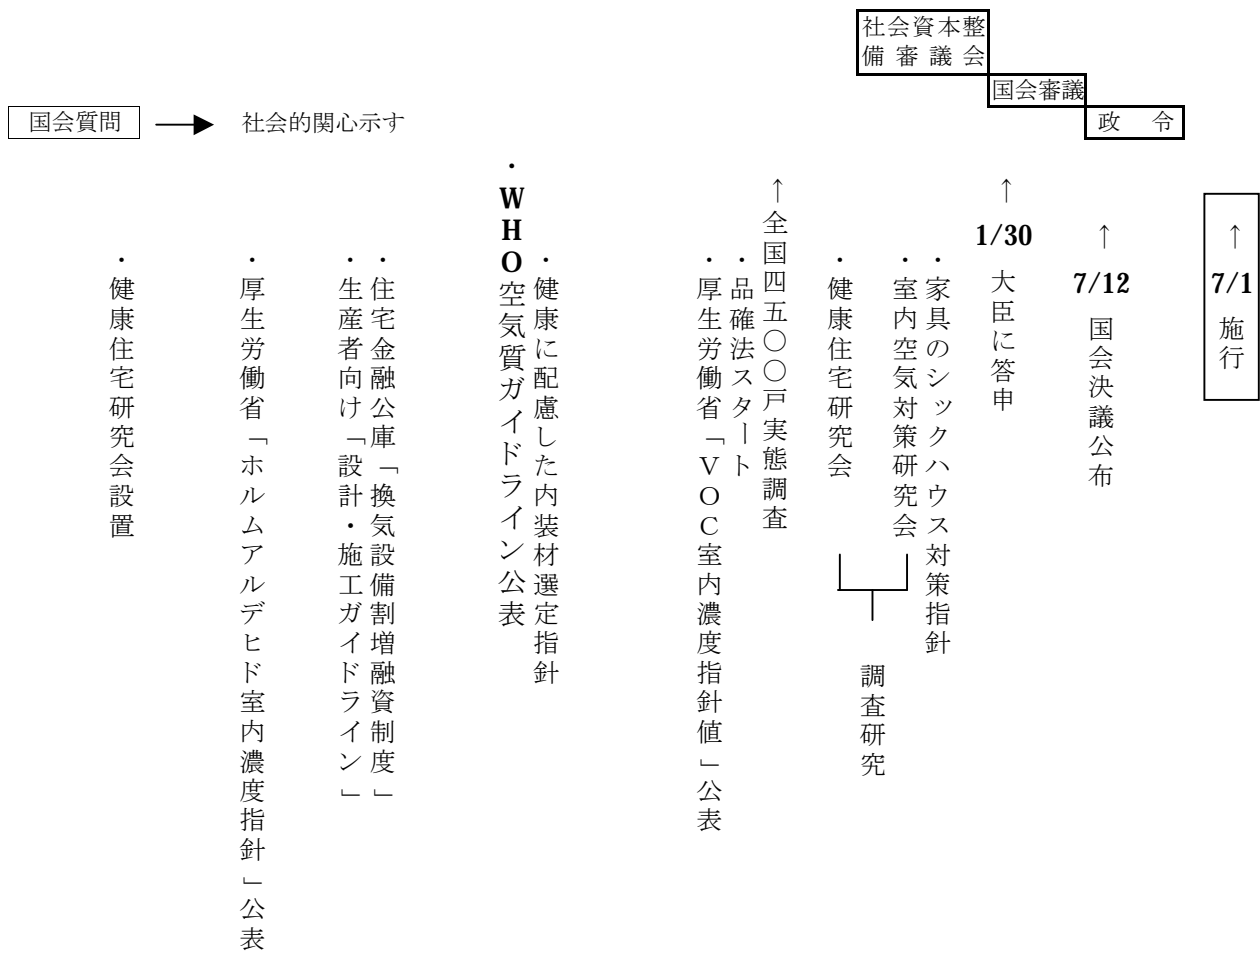 社会資本整
備審議会
国会審議
政 令
国会質問
社会的関心示す
・健康住宅研究会設置
・厚生労働省「ホルムアルデヒド室内濃度指針」公表
・生産者向け「設計・施工ガイドライン」
・住宅金融公庫「換気設備割増融資制度」
・WHO空気質ガイドライン公表
・健康に配慮した内装材選定指針
・厚生労働省「VOC室内濃度指針値」公表
・品確法スタート
↑全国四五〇〇戸実態調査
・健康住宅研究会
・室内空気対策研究会
・家具のシックハウス対策指針
調査研究
↑1/30 大臣に答申
↑7/12 国会決議公布
↑7/1 施行